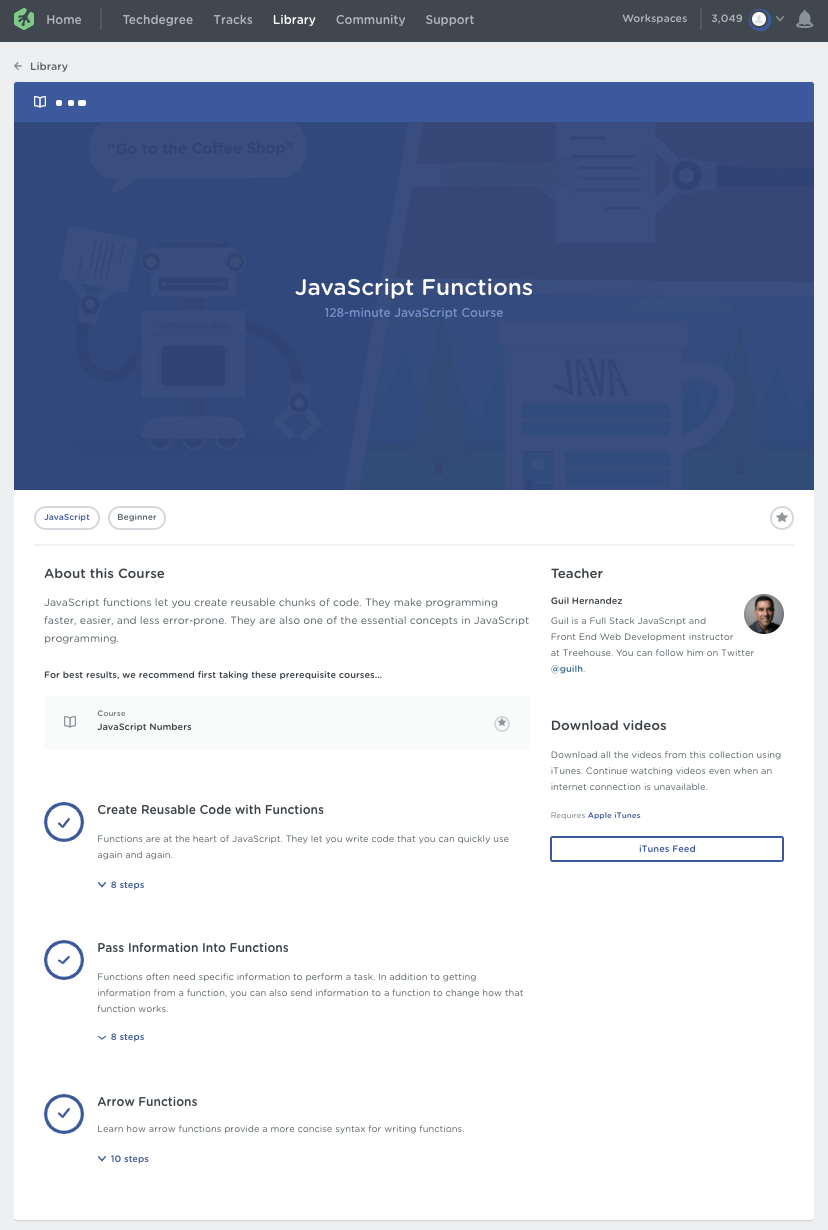 Home
Techdegree
Tracks
Library
Community
Support
Workspaces
3,049
Library
“Go to the Coffee Shop”
JavaScript Functions
128-minute JavaScript Course
JAVA
JavaScript
Beginner
About this Course
JavaScript functions let you create reusable chunks of code. They make programming
faster, easier, and less error-prone. They are also one of the essential concepts in JavaScript
programming.
For best results, we recommend first taking these prerequisite courses...
Course
JavaScript Numbers
Create Reusable Code with Functions
Functions are at the heart of JavaScript. They let you write code that you can quickly use
again and again.
8 steps
Pass Information Into Functions
Functions often need specific information to perform a task. In addition to getting
information from a function, you can also send information to a function to change how that
function works.
8 steps
Arrow Functions
Learn how arrow functions provide a more concise syntax for writing functions.
10 steps
Teacher
Guil Hernandez
Guil is a Full Stack JavaScript and
Front End Web Development instructor
at Treehouse. You can follow him on Twitter
@guilh.
Download videos
Download all the videos from this collection using
iTunes. Continue watching videos even when an
internet connection is unavailable.
Requires Apple iTunes.
iTunes Feed